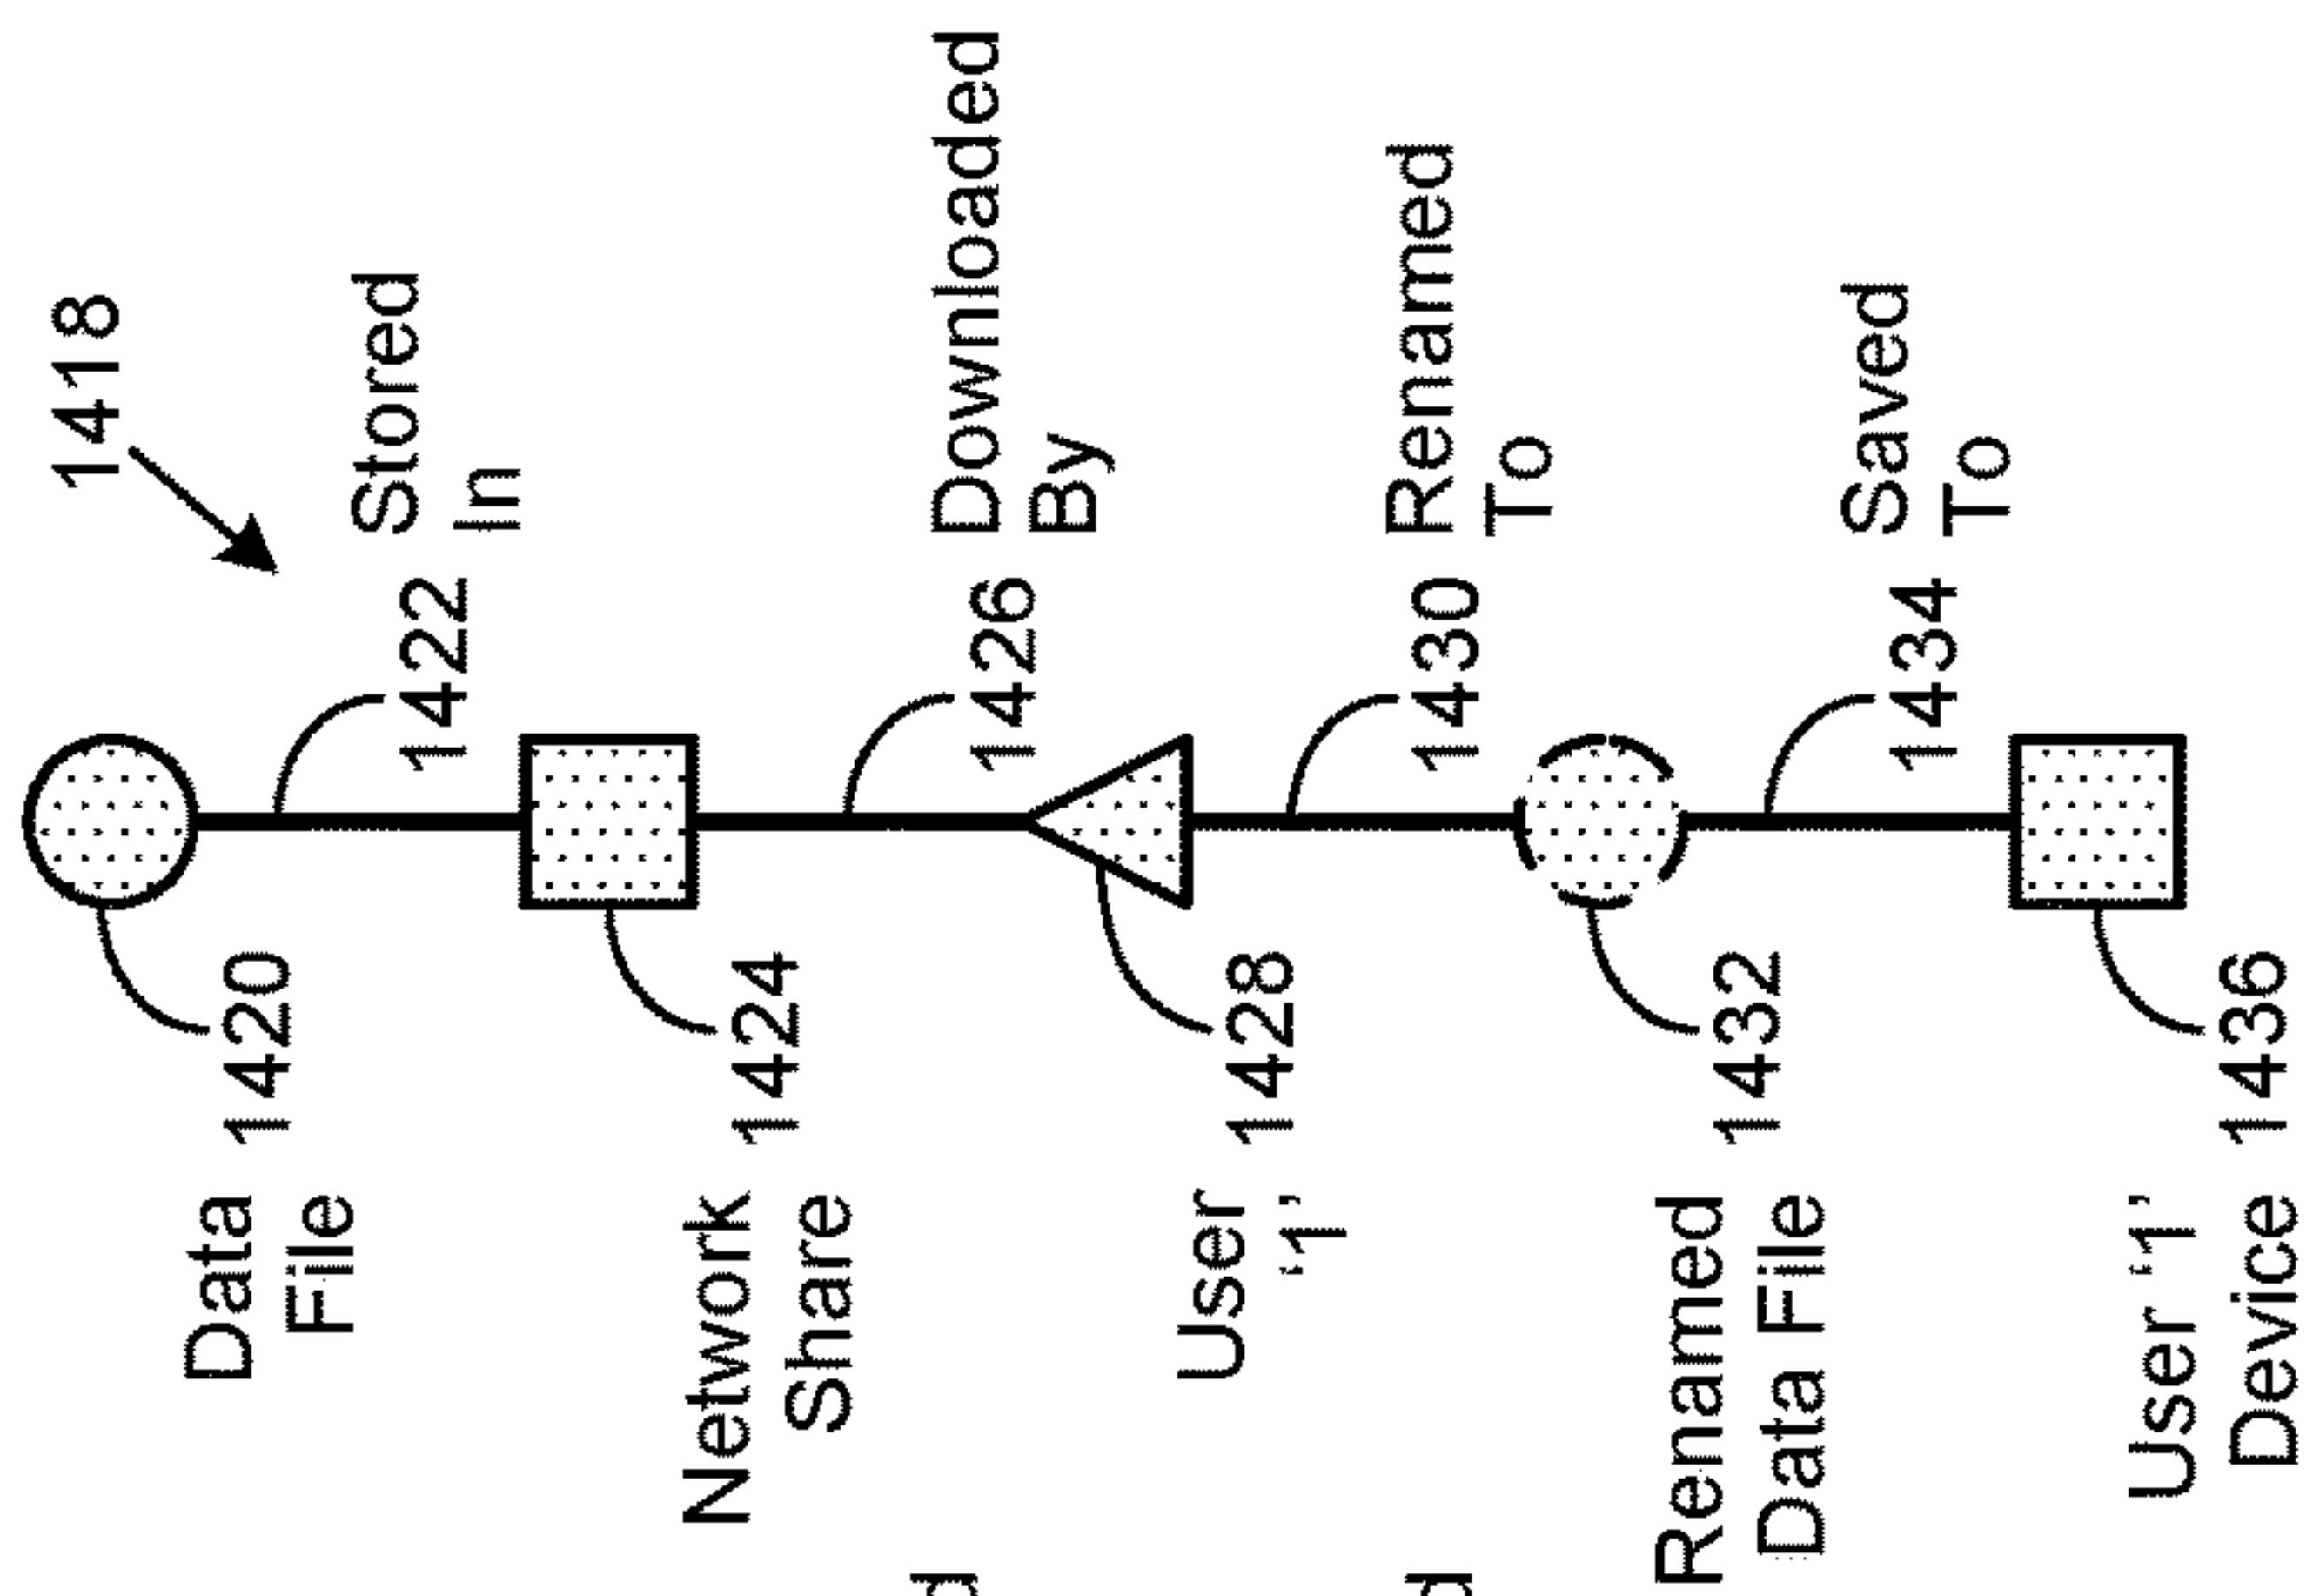 1418
Data
File
1420
1422
Stored
In
Network
Share
1424
1426
Downloaded
By
User
'1'
1428
1430
Renamed
To
Renamed
Data File
1432
1434
Saved
To
User '1'
Device
1436